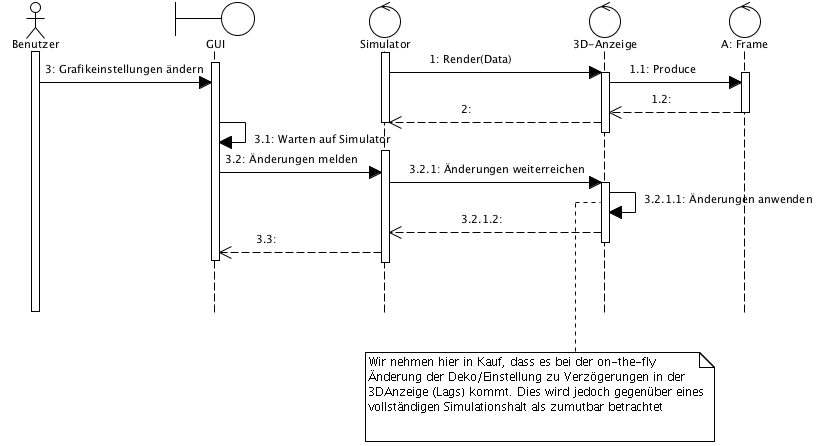 Benutzer
GUI
Simulator
3D-Anzeige
A: Frame
1: Render(Data)
3: Grafikeinstellungen ändern
1.1: Produce
1.2:
2:
3.1: Warten auf Simulator
3.2: Änderungen melden
3.2.1: Änderungen weiterreichen
3.2.1.1: Änderungen anwenden
3.2.1.2:
3.3:
Wir nehmen hier in Kauf, dass es bei der on-the-fly
Änderung der Deko/Einstellung zu Verzögerungen in der
3DAnzeige (Lags) kommt. Dies wird jedoch gegenüber eines
vollständigen Simulationshalt als zumutbar betrachtet